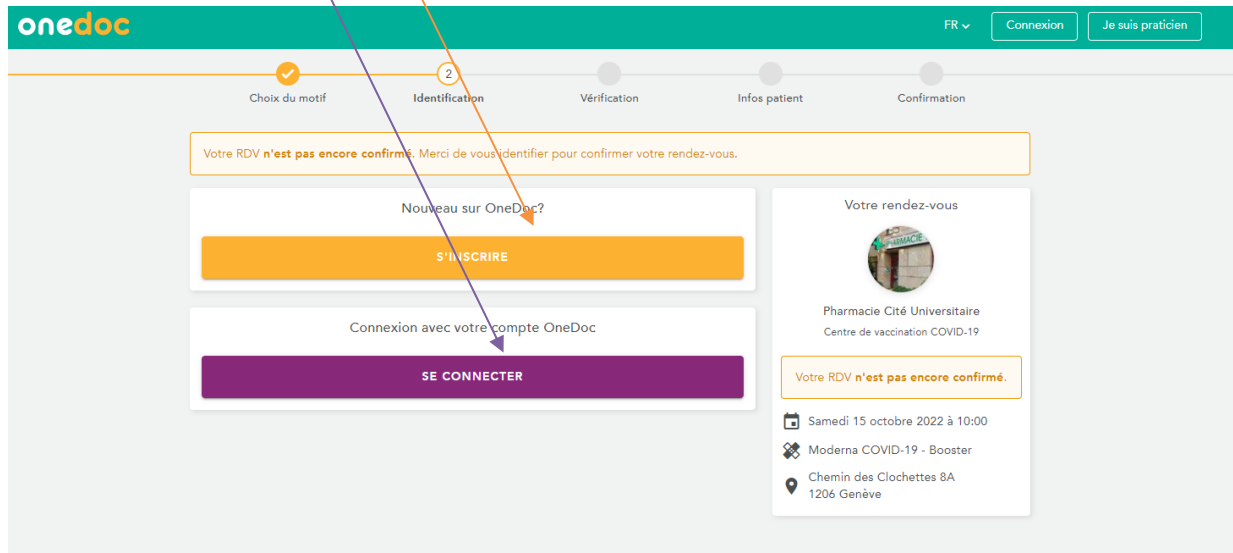 onedoc
FR
Connexion
Je suis praticien
2
Choix du motif
Identification
Vérification
Infos patient
Confirmation
Votre RDV n'est pas encore confirmé. Merci de vous identifier pour confirmer votre rendez-vous.
Nouveau sur OneDoc?
S'INSCRIRE
Connexion avec votre compte OneDoc
SE CONNECTER
Votre rendez-vous
PHARMACIE
Pharmacie Cité Universitaire
Centre de vaccination COVID-19
Votre RDV n'est pas encore confirmé.
Samedi 15 octobre 2022 à 10:00
Moderna COVID-19 - Booster
Chemin des Clochettes 8A
1206 Genève